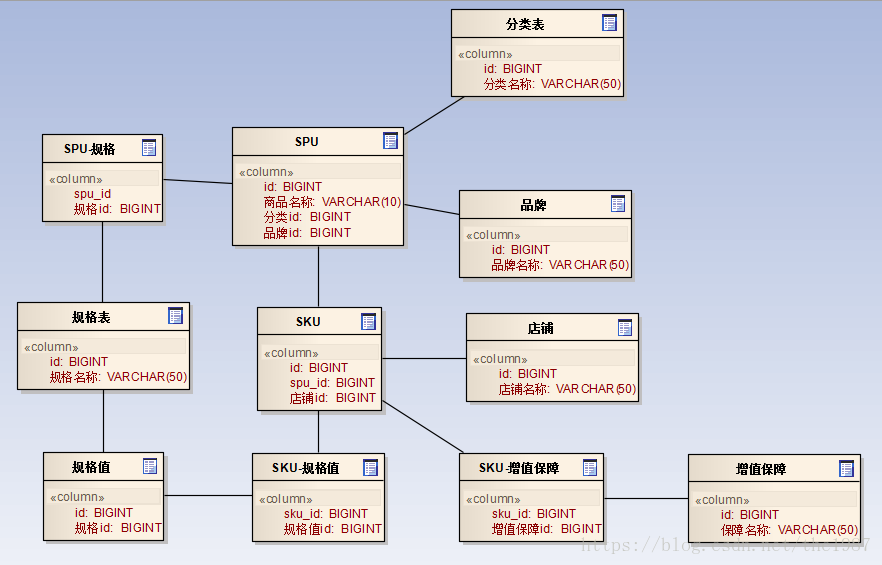 分类表
«column»
id: BIGINT
分类名称: VARCHAR(50)
SPU-规格
«column»
spu_id
规格id: BIGINT
SPU
«column»
id: BIGINT
商品名称: VARCHAR(10)
分类id: BIGINT
品牌id: BIGINT
品牌
«column»
id: BIGINT
品牌名称: VARCHAR(50)
规格表
«column»
id: BIGINT
规格名称: VARCHAR(50)
SKU
«column»
id: BIGINT
spu_id: BIGINT
店铺id: BIGINT
店铺
«column»
id: BIGINT
店铺名称: VARCHAR(50)
规格值
«column»
id: BIGINT
规格id: BIGINT
SKU-规格值
«column»
sku_id: BIGINT
规格值id: BIGINT
SKU-增值保障
«column»
sku_id: BIGINT
增值保障id: BIGINT
增值保障
«column»
id: BIGINT
保障名称: VARCHAR(50)
https://blog.csdn.net/thc1987